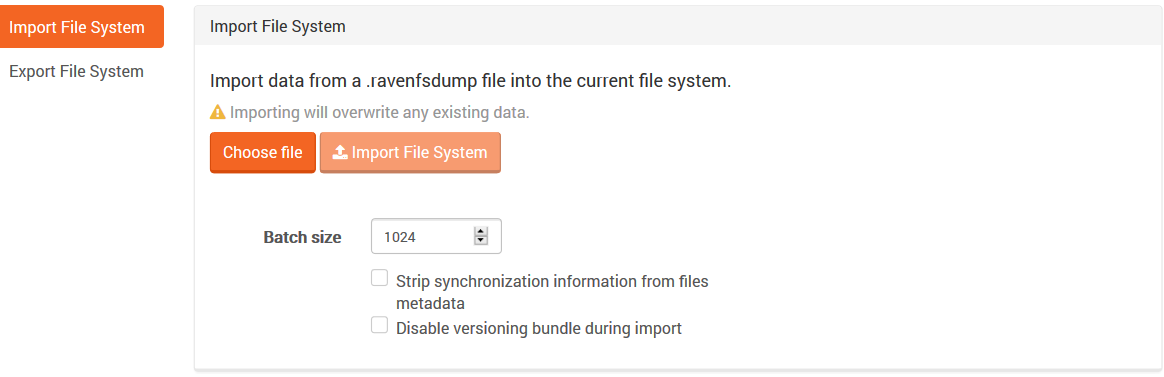 Import File System
Export File System
Import File System
Import data from a .ravenfsdump file into the current file system.
Importing will overwrite any existing data.
Choose file Import File System
Batch size 1024
Strip synchronization information from files
metadata
Disable versioning bundle during import